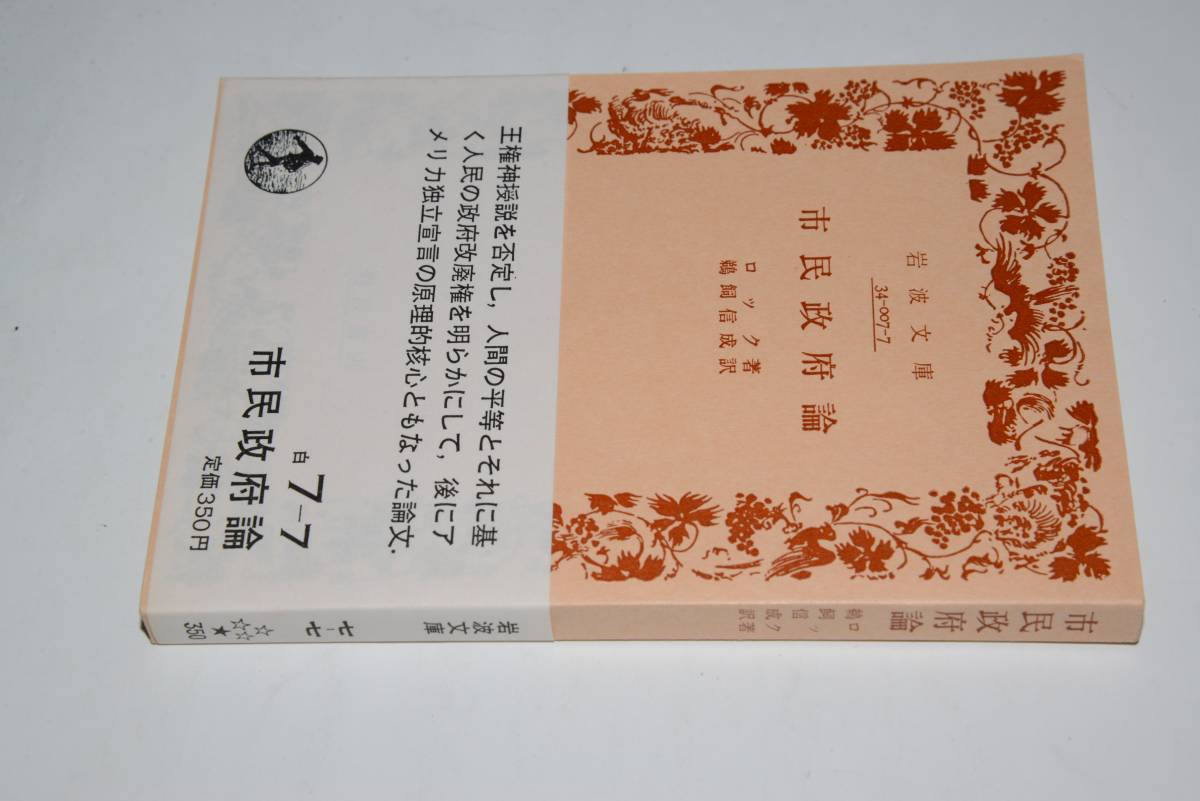 岩波文庫
34-007-7
市民政府論
ロック著
鵜飼信成訳
王権神授説を否定し，人間の平等とそれに基
く人民の政府改廃権を明らかにして，後にア
メリカ独立宣言の原理的核心ともなった論文．
白 7-7
市民政府論
定価350円
市民政府論
ロック著
鵜飼信成訳
岩波文庫
七-七
☆☆☆☆★
350